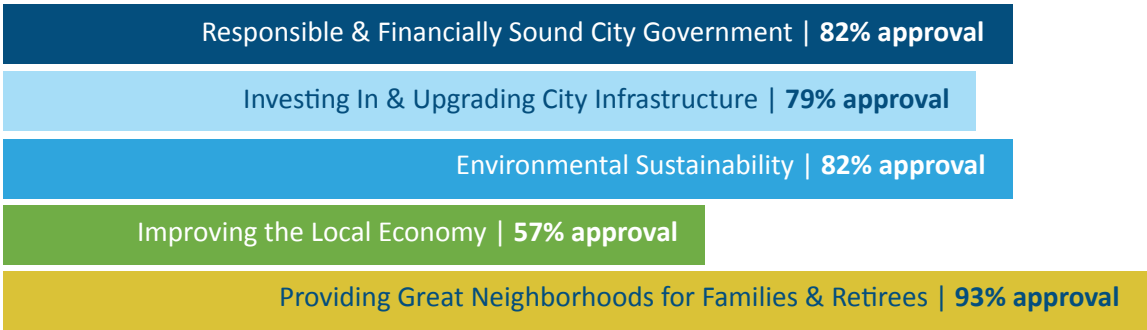 Responsible & Financially Sound City Government | 82% approval
Investing In & Upgrading City Infrastructure | 79% approval
Environmental Sustainability | 82% approval
Improving the Local Economy | 57% approval
Providing Great Neighborhoods for Families & Retirees | 93% approval